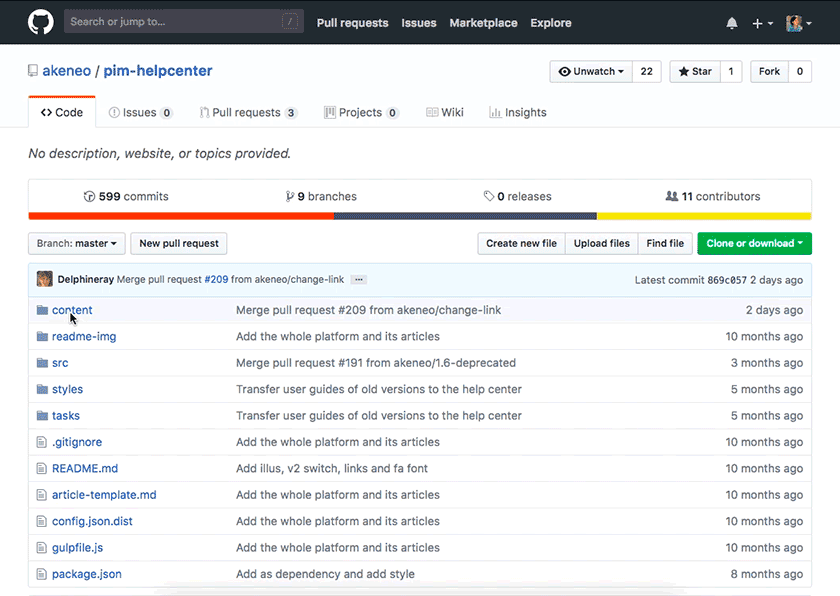 Search or jump to... /
Pull requests Issues Marketplace Explore
akeneo / pim-helpcenter
Unwatch 22 Star 1 Fork 0
Code Issues 0 Pull requests 3 Projects 0 Wiki Insights
No description, website, or topics provided.
599 commits 9 branches 0 releases 11 contributors
Branch: master New pull request Create new file Upload files Find file Clone or download
Delphineray Merge pull request #209 from akeneo/change-link ... Latest commit 869c057 2 days ago
content Merge pull request #209 from akeneo/change-link 2 days ago
readme-img Add the whole platform and its articles 10 months ago
src Merge pull request #191 from akeneo/1.6-deprecated 3 months ago
styles Transfer user guides of old versions to the help center 5 months ago
tasks Transfer user guides of old versions to the help center 5 months ago
.gitignore Add the whole platform and its articles 10 months ago
README.md Add illus, v2 switch, links and fa font 10 months ago
article-template.md Add the whole platform and its articles 10 months ago
config.json.dist Add the whole platform and its articles 10 months ago
gulpfile.js Add the whole platform and its articles 10 months ago
package.json Add as dependency and add style 8 months ago